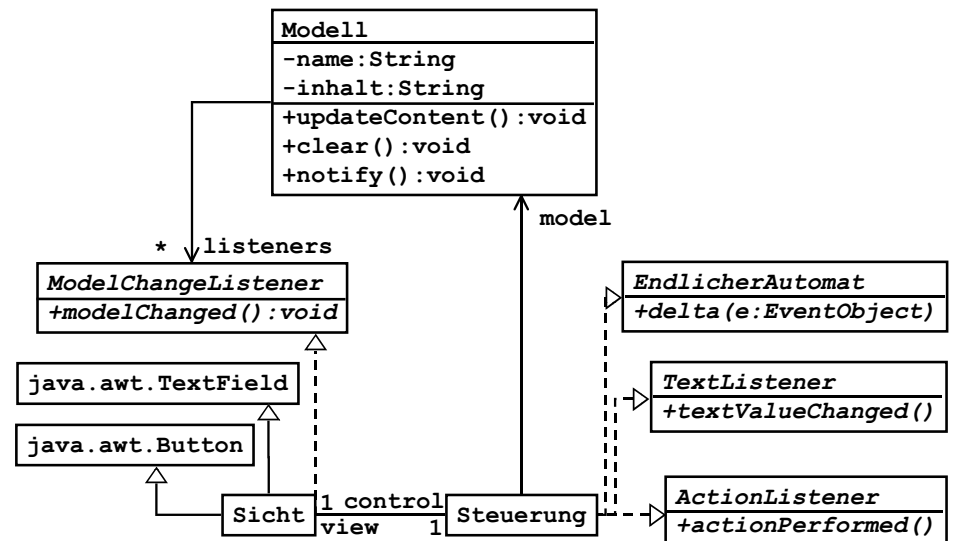 Modell
-name:String
-inhalt:String
+updateContent():void
+clear():void
+notify():void
model
* listeners
ModelChangeListener
+modelChanged():void
EndlicherAutomat
+delta(e:EventObject)
java.awt.TextField
TextListener
+textValueChanged()
java.awt.Button
ActionListener
+actionPerformed()
Sicht
1 control
view 1
Steuerung